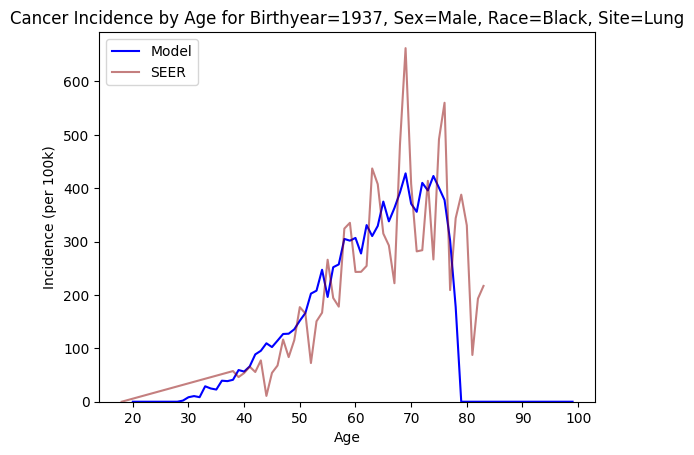 Cancer Incidence by Age for Birthyear=1937, Sex=Male, Race=Black, Site=Lung
Model
SEER
Incidence (per 100k)
600
500
400
300
200
100
0
20 30 40 50 60 70 80 90 100
Age